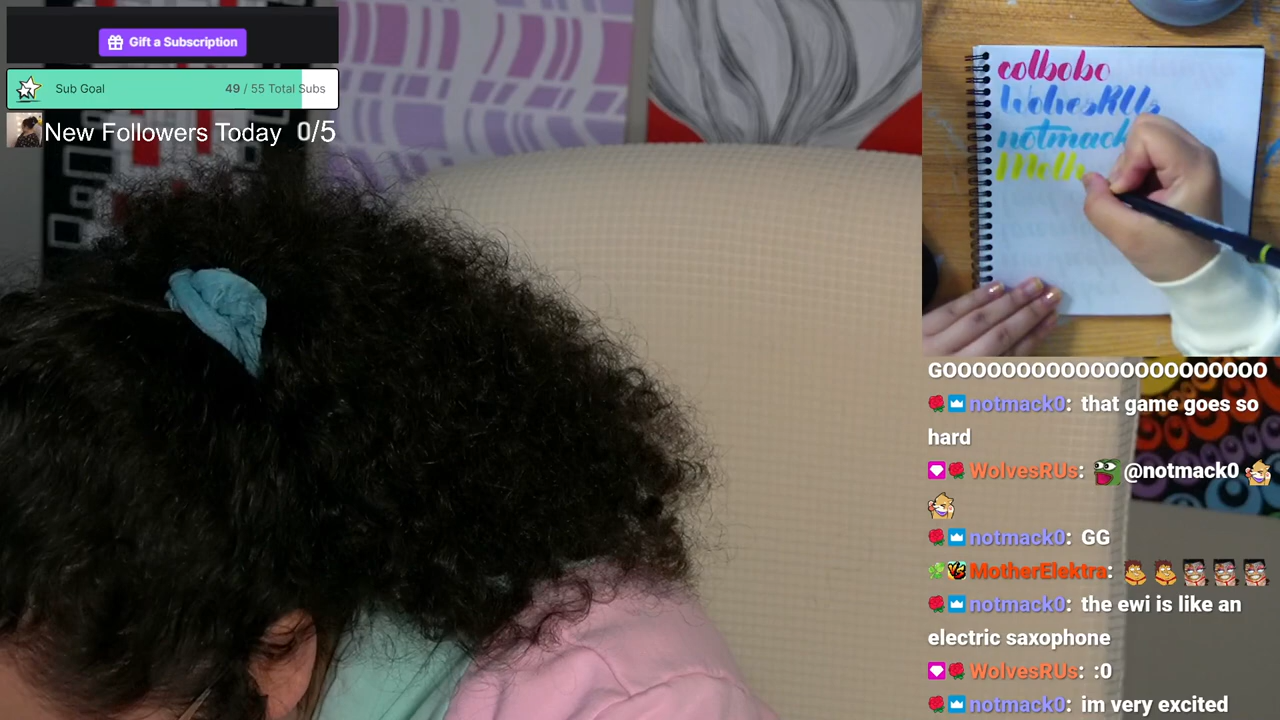 Gift a Subscription
Sub Goal 49 / 55 Total Subs
New Followers Today 0/5
colbobo
WolvesRUs
notmack
GOOOOOOOOOOOOOOOOOOOOOO
notmack0: that game goes so
hard
WolvesRUs: @notmack0
notmack0: GG
MotherElektra:
notmack0: the ewi is like an
electric saxophone
WolvesRUs: :0
notmack0: im very excited